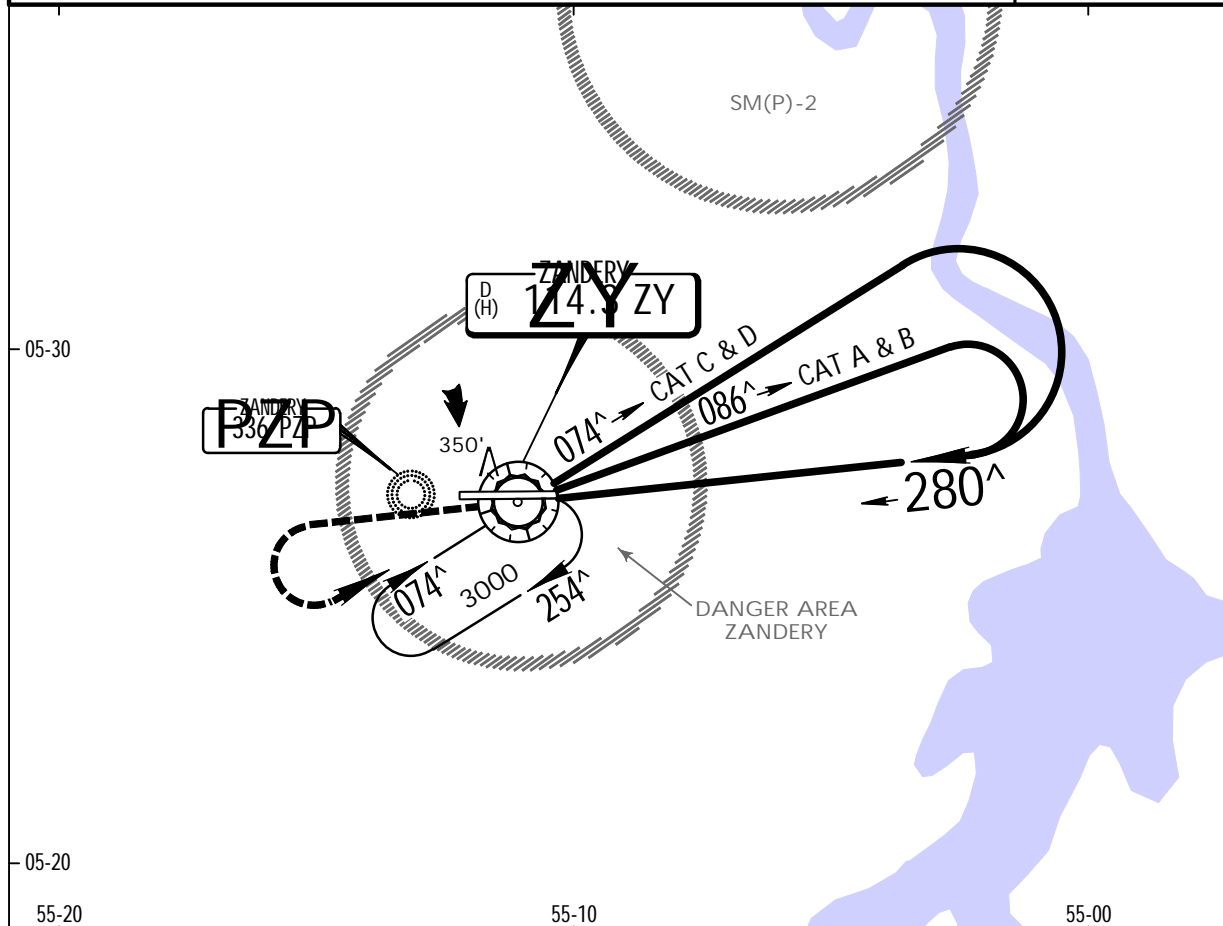 SM(P)-2
ZANDERY
D
(H)
114.9 ZY
ZY
05-30
CAT C & D
074^
CAT A & B
086^
ZANDERY
336 PZP
PZP
350'
280^
074^
3000
254^
DANGER AREA
ZANDERY
05-20
55-20
55-10
55-00